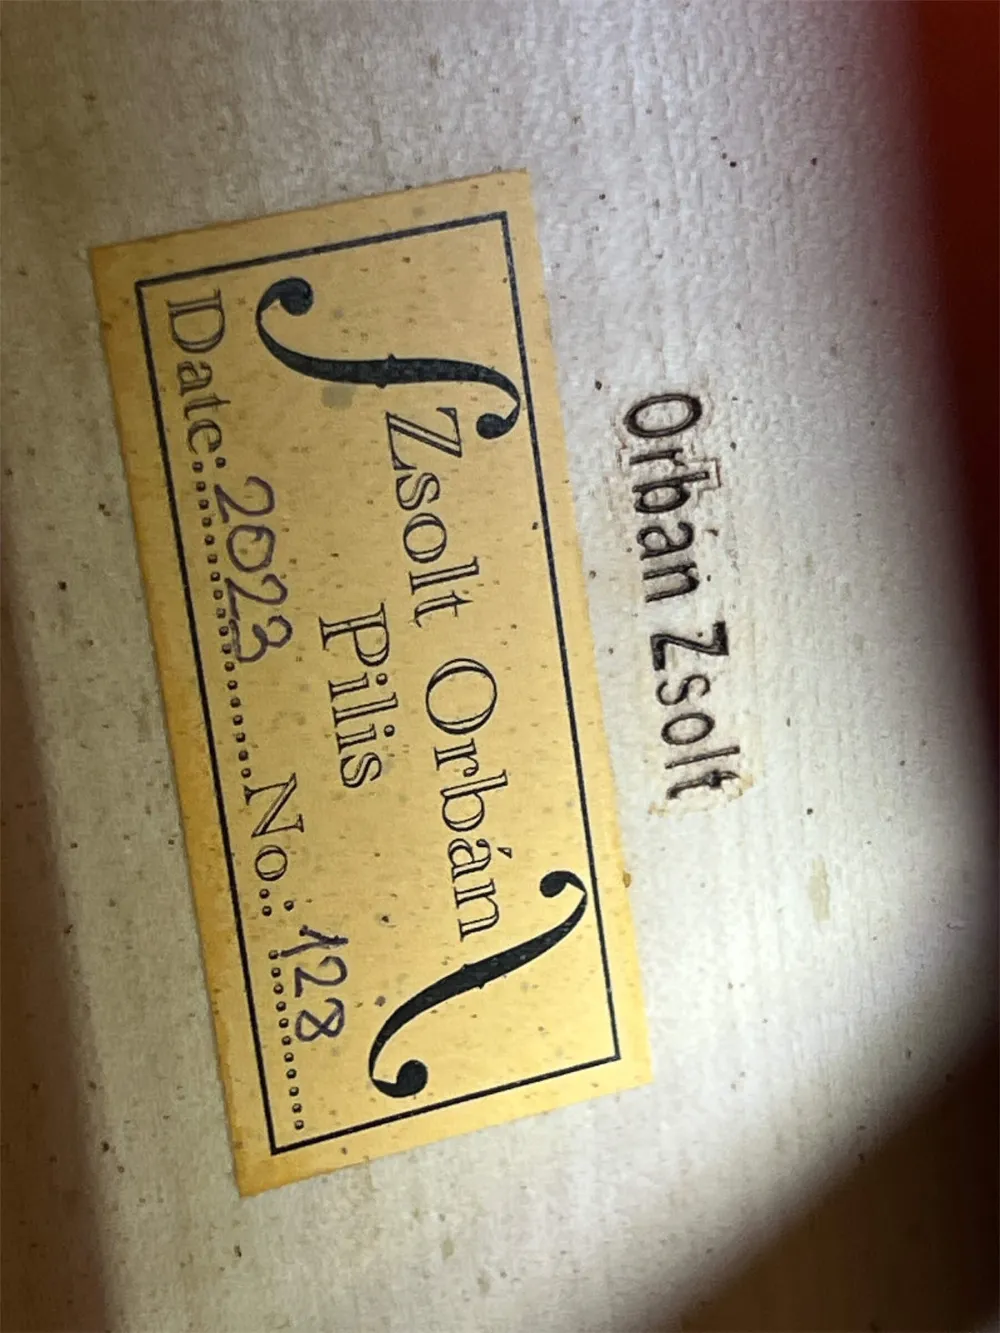 Orbán Zsolt
Zsolt Orbán
Pilis
Date. 2023 No.: 128